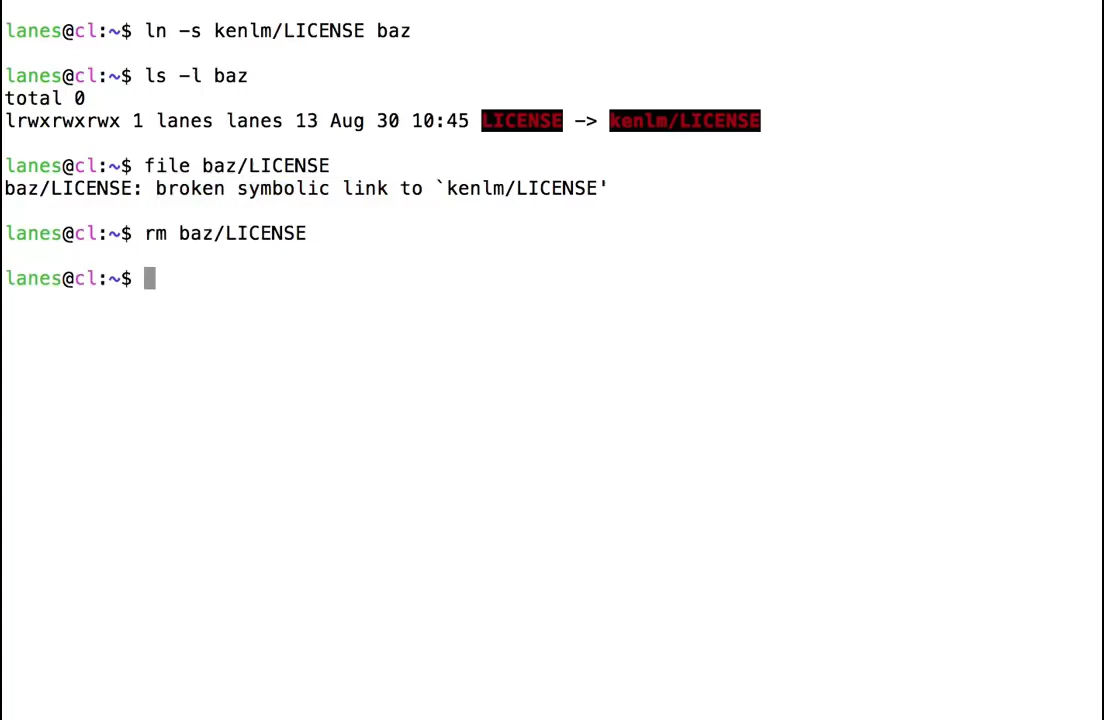 lanes@cl:~$ ln -s kenlm/LICENSE baz
lanes@cl:~$ ls -l baz
total 0
lrwxrwxrwx 1 lanes lanes 13 Aug 30 10:45 LICENSE -> kenlm/LICENSE
lanes@cl:~$ file baz/LICENSE
baz/LICENSE: broken symbolic link to `kenlm/LICENSE'
lanes@cl:~$ rm baz/LICENSE
lanes@cl:~$